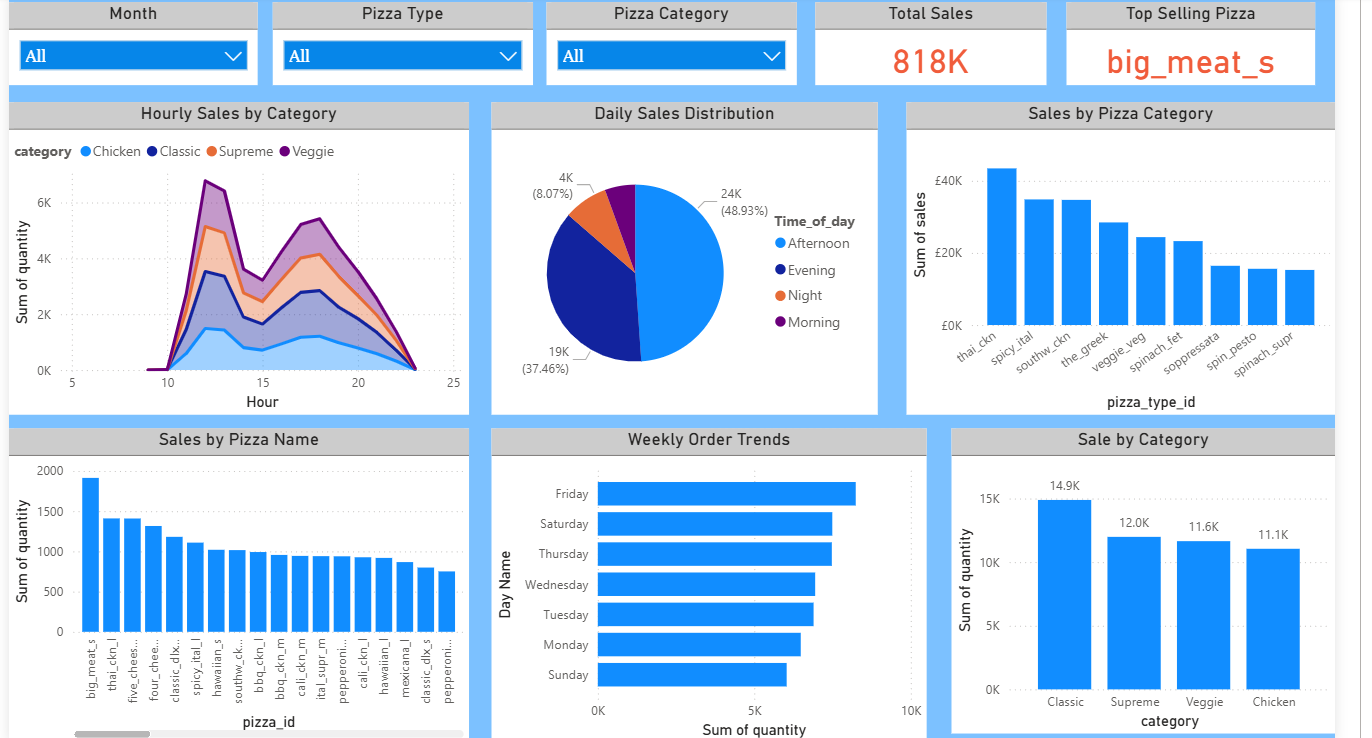 Month
Pizza Type
Pizza Category
Total Sales
Top Selling Pizza
All
All
All
818K
big_meat_s
Hourly Sales by Category
category Chicken Classic Supreme Veggie
Sum of quantity
6K
4K
2K
0K
5 10 15 20 25
Hour
Daily Sales Distribution
4K
(8.07%)
24K
(48.93%)
19K
(37.46%)
Time_of_day
Afternoon
Evening
Night
Morning
Sales by Pizza Category
Sum of sales
£40K
£20K
£0K
thai_ckn
spicy_ital
southw_ckn
the_greek
veggie_veg
spinach_fet
soppressata
spin_pesto
spinach_supr
pizza_type_id
Sales by Pizza Name
Sum of quantity
2000
1500
1000
500
0
big_meat_s
thai_ckn_l
five_chees...
four_chee...
classic_dlx...
spicy_ital_l
hawaiian_s
southw_ck...
bbq_ckn_l
bbq_ckn_m
cali_ckn_m
ital_supr_m
pepperoni...
cali_ckn_l
hawaiian_l
mexicana_l
classic_dlx_s
pepperoni...
pizza_id
Weekly Order Trends
Day Name
Friday
Saturday
Thursday
Wednesday
Tuesday
Monday
Sunday
0K 5K 10K
Sum of quantity
Sale by Category
Sum of quantity
15K
10K
5K
0K
14.9K
12.0K
11.6K
11.1K
Classic Supreme Veggie Chicken
category